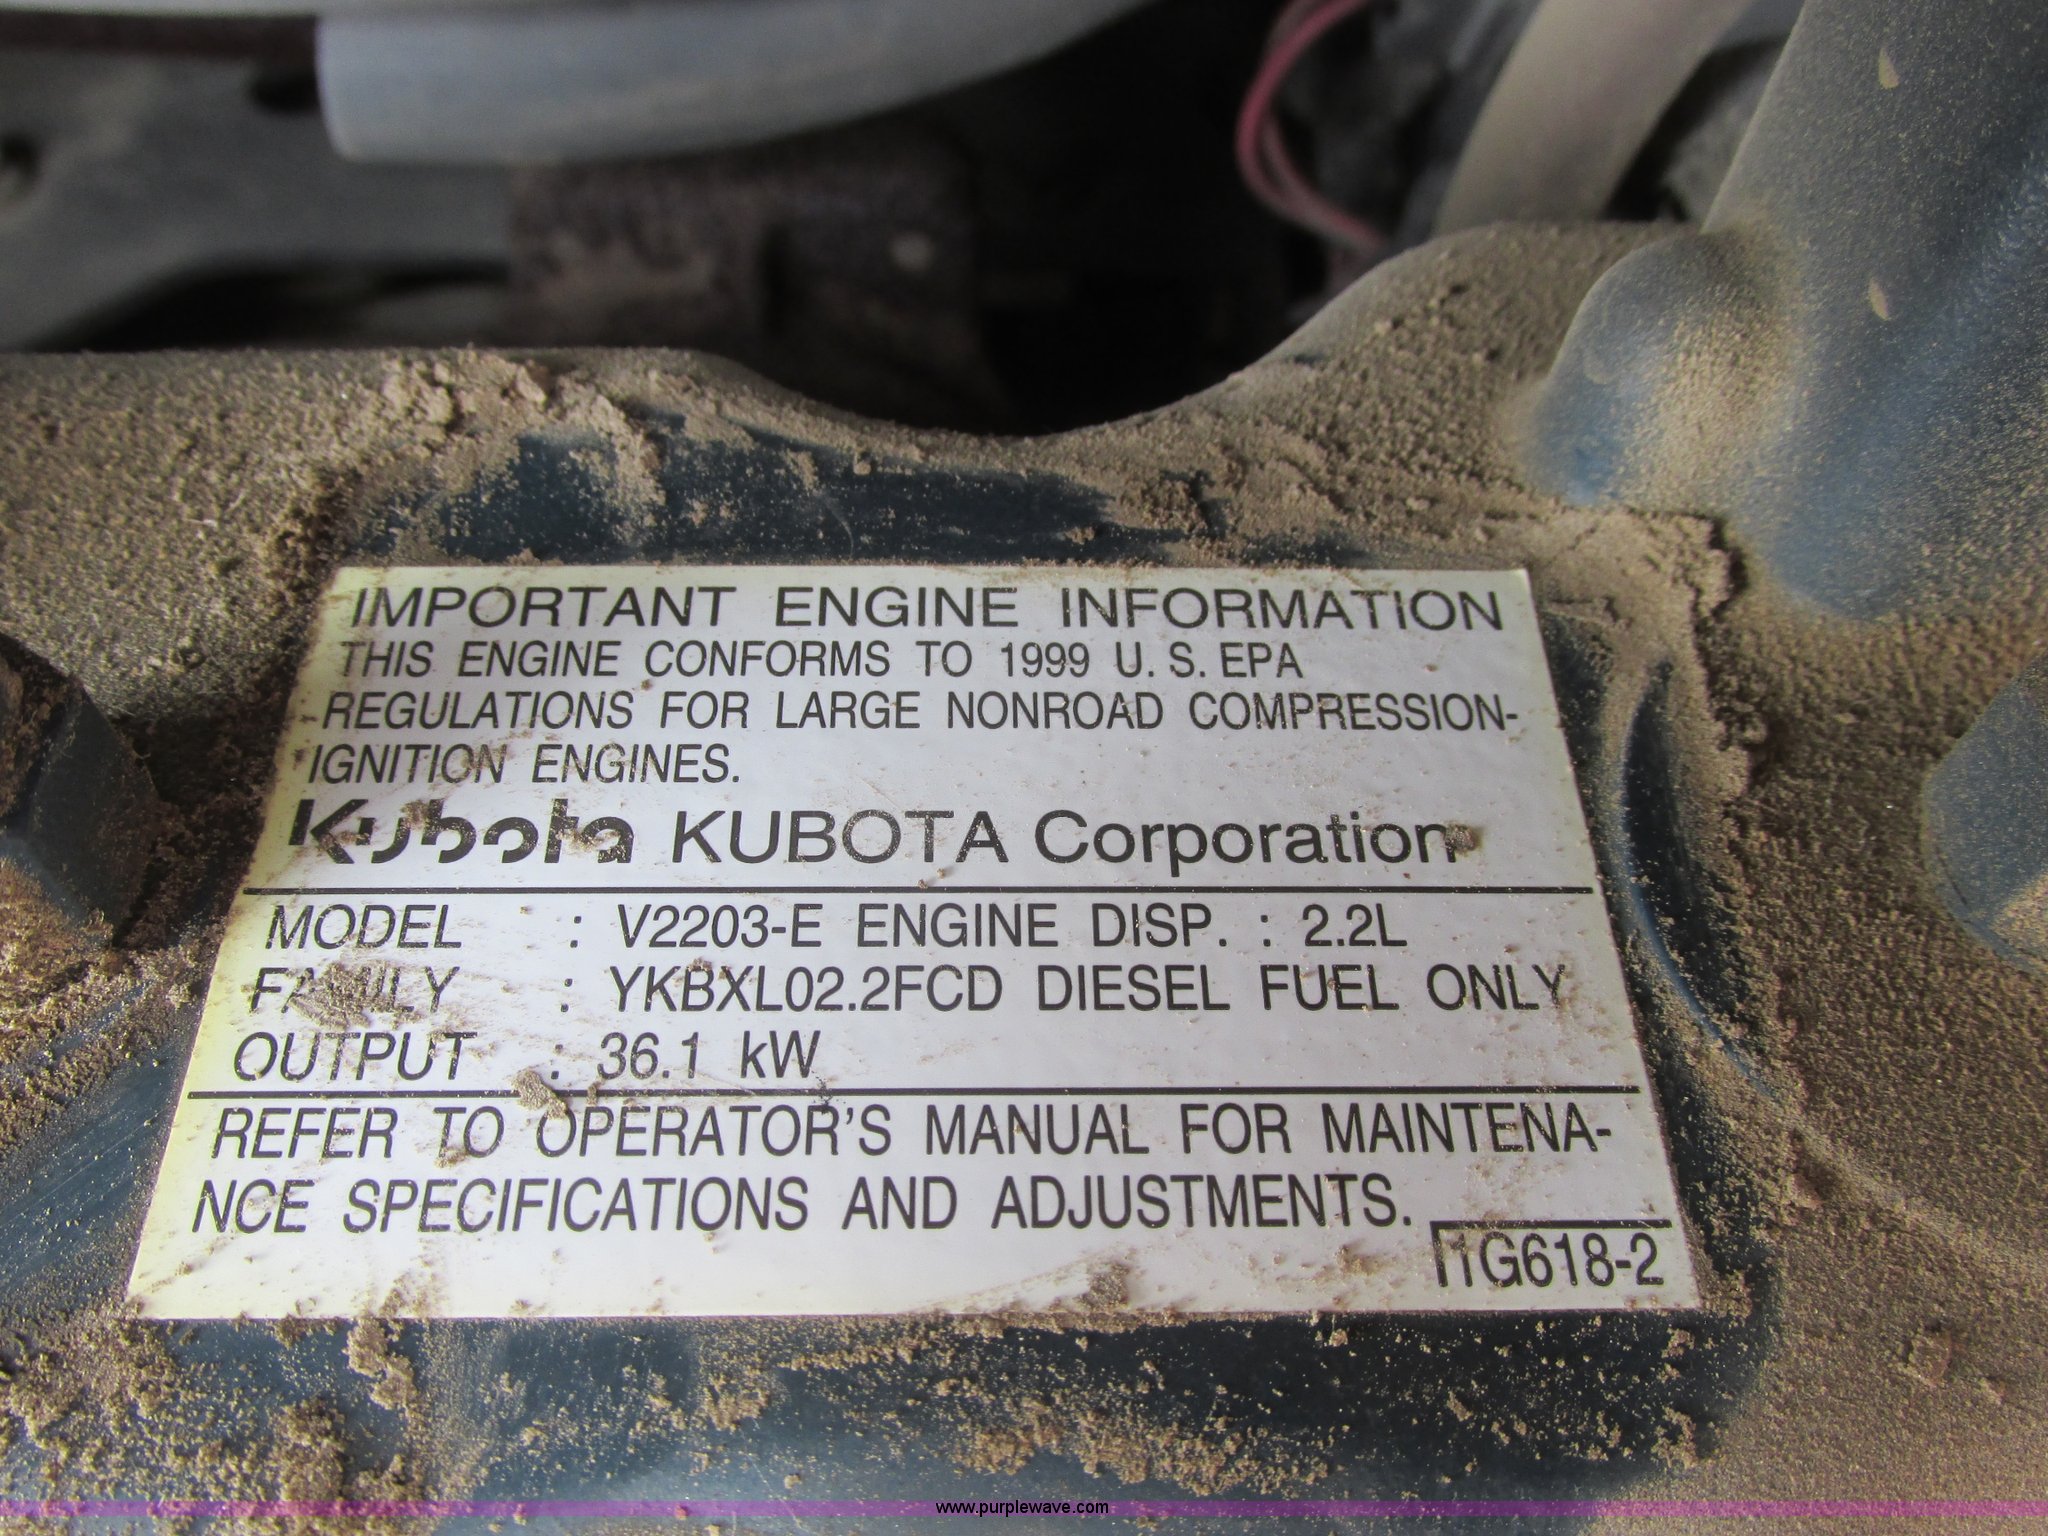 IMPORTANT ENGINE INFORMATION
THIS ENGINE CONFORMS TO 1999 U. S. EPA
REGULATIONS FOR LARGE NONROAD COMPRESSION-
IGNITION ENGINES.
Kubota KUBOTA Corporation
MODEL : V2203-E ENGINE DISP. : 2.2L
FAMILY : YKBXL02.2FCD DIESEL FUEL ONLY
OUTPUT : 36.1 kW
REFER TO OPERATOR'S MANUAL FOR MAINTENA-
NCE SPECIFICATIONS AND ADJUSTMENTS.
1G618-2
www.purplewave.com